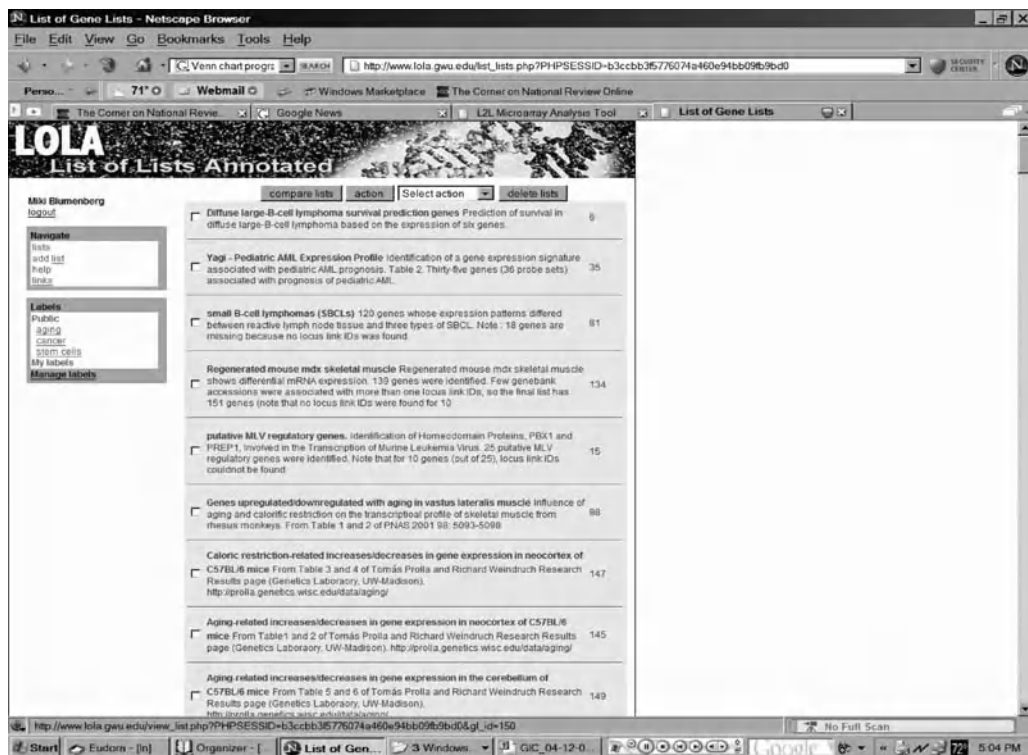 List of Gene Lists - Netscape Browser
File Edit View Go Bookmarks Tools Help
Venn chart progra SEARCH http://www.lola.gwu.edu/list_lists.php?PHPSESSID=b3ccbb3f5776074a460e94bb09fb9bd0 SECURITY CENTER
Perso... 71° Webmail Windows Marketplace The Corner on National Review Online
The Corner on National Revie... Google News L2L Microarray Analysis Tool List of Gene Lists
LOLA
List of Lists Annotated
compare lists action Select action delete lists
Miki Blumenberg
logout
Navigate
lists
add list
help
links
Labels
Public
aging
cancer
stem cells
My labels
Manage labels
Diffuse large-B-cell lymphoma survival prediction genes Prediction of survival in
diffuse large-B-cell lymphoma based on the expression of six genes. 6
Yagi - Pediatric AML Expression Profile Identification of a gene expression signature
associated with pediatric AML prognosis. Table 2. Thirty-five genes (36 probe sets) 35
associated with prognosis of pediatric AML.
small B-cell lymphomas (SBCLs) 120 genes whose expression patterns differed
between reactive lymph node tissue and three types of SBCL. Note : 18 genes are 81
missing because no locus link IDs was found.
Regenerated mouse mdx skeletal muscle Regenerated mouse mdx skeletal muscle
shows differential mRNA expression. 139 genes were identified. Few genebank 134
accessions were associated with more than one locus link IDs, so the final list has
151 genes (note that no locus link IDs were found for 10
putative MLV regulatory genes. Identification of Homeodomain Proteins, PBX1 and
PREP1, Involved in the Transcription of Murine Leukemia Virus. 25 putative MLV 15
regulatory genes were identified. Note that for 10 genes (out of 25), locus link IDs
couldnot be found
Genes upregulated/downregulated with aging in vastus lateralis muscle Influence of
aging and calorific restriction on the transcriptional profile of skeletal muscle from 88
rhesus monkeys. From Table 1 and 2 of PNAS 2001 98: 5093-5098
Caloric restriction-related increases/decreases in gene expression in neocortex of
C57BL/6 mice From Table 3 and 4 of Tomás Prolla and Richard Weindruch Research 147
Results page (Genetics Laboraory, UW-Madison).
http://prolla.genetics.wisc.edu/data/aging/
Aging-related increases/decreases in gene expression in neocortex of C57BL/6
mice From Table1 and 2 of Tomás Prolla and Richard Weindruch Research Results 145
page (Genetics Laboraory, UW-Madison). http://prolla.genetics.wisc.edu/data/aging/
Aging-related increases/decreases in gene expression in the cerebellum of
C57BL/6 mice From Table 5 and 6 of Tomás Prolla and Richard Weindruch Research 149
Results page (Genetics Laboraory, UW-Madison).
http://prolla.genetics.wisc.edu/data/aging/
http://www.lola.gwu.edu/view_list.php?PHPSESSID=b3ccbb3f5776074a460e94bb09fb9bd0&gl_id=150 No Full Scan
Start Eudora - [In] Organizer - [... List of Gen... 3 Windows... GIC_04-12-0... Google 72° 5:04 PM